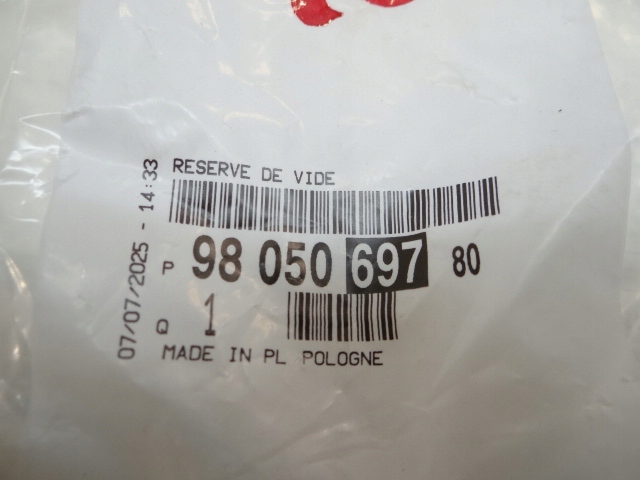 RESERVE DE VIDE
P 98 050 697 80
Q 1
MADE IN PL POLOGNE
07/07/2025 - 14:33